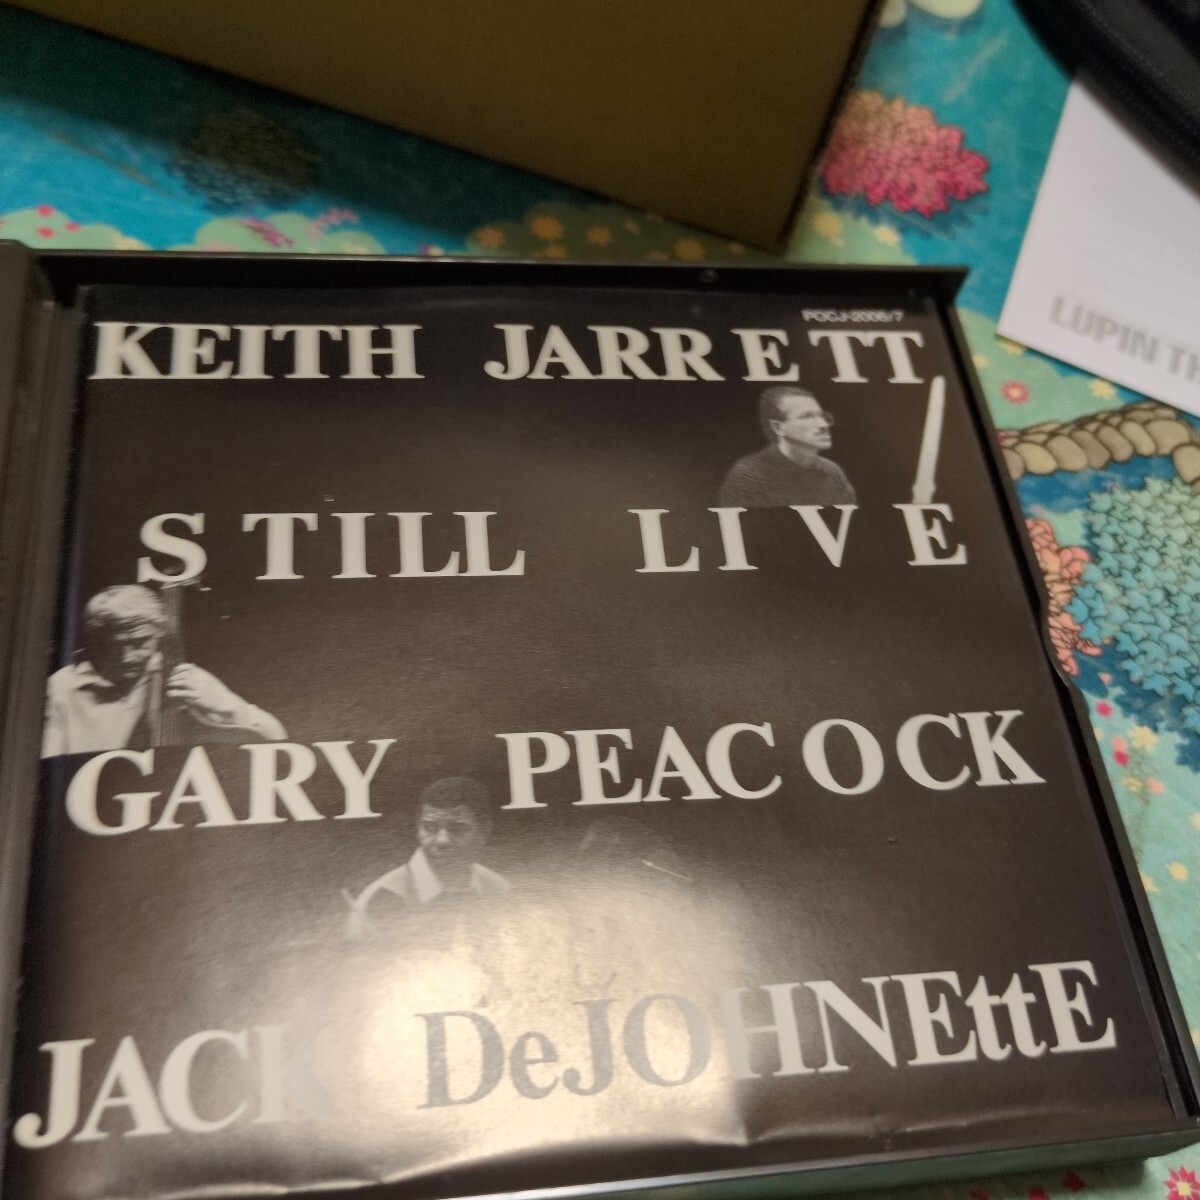 POCJ-2006/7
KEITH JARRETT
STILL LIVE
GARY PEACOCK
JACK DeJOHNEttE
LUPIN TH